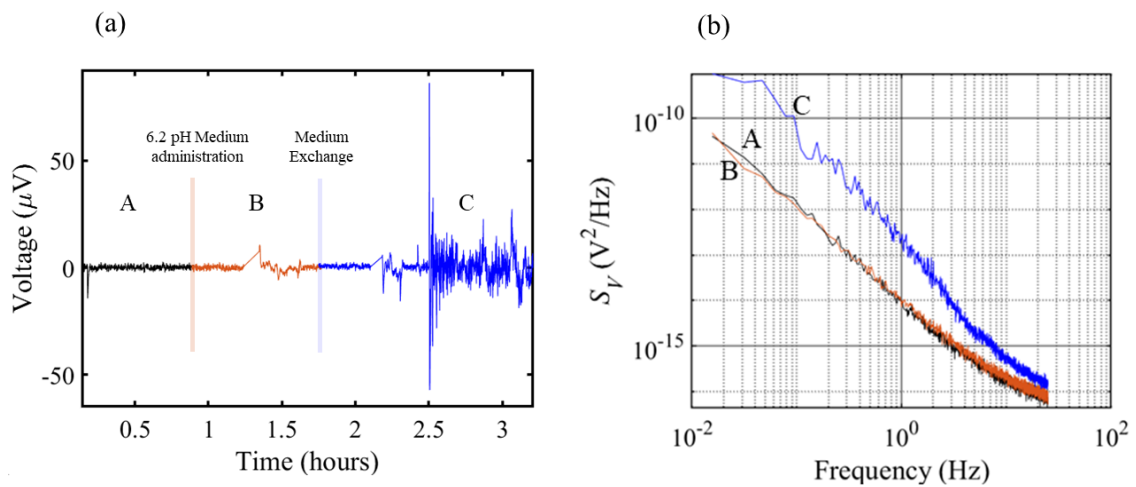 (a)
(b)
6.2 pH Medium
administration
Medium
Exchange
A
B
C
50
0
-50
Voltage (μV)
0.5
1
1.5
2
2.5
3
Time (hours)
C
A
B
10⁻¹⁰
10⁻¹⁵
S_V (V²/Hz)
10⁻²
10⁰
10²
Frequency (Hz)